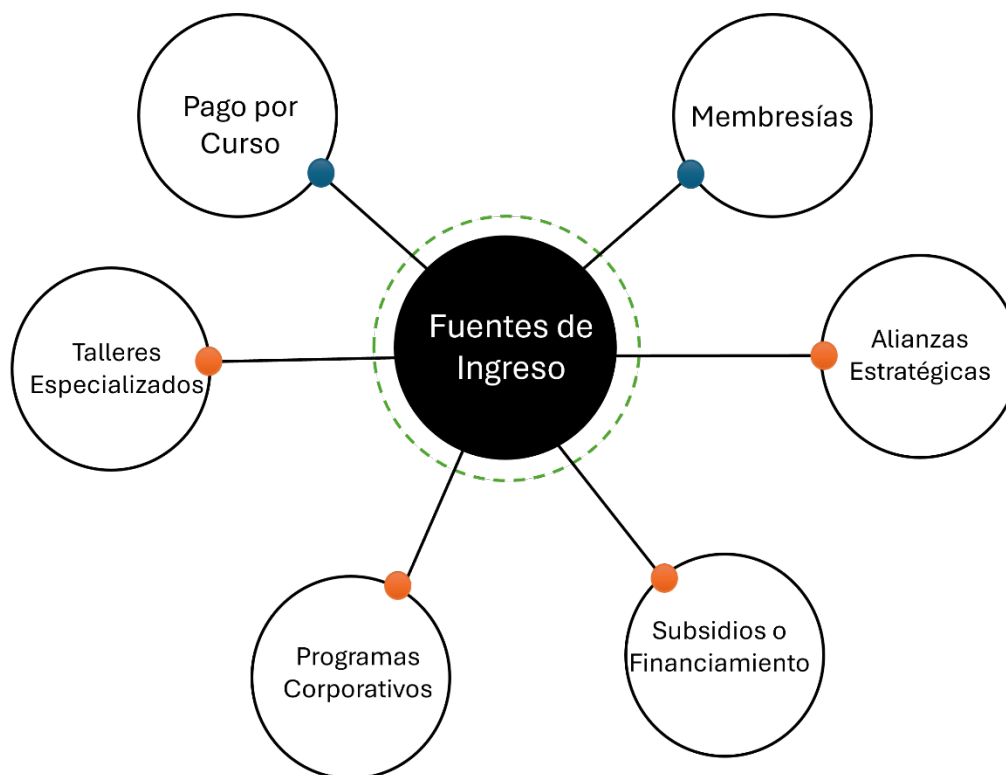 Pago por
Curso
Membresías
Fuentes de
Ingreso
Talleres
Especializados
Alianzas
Estratégicas
Programas
Corporativos
Subsidios o
Financiamiento